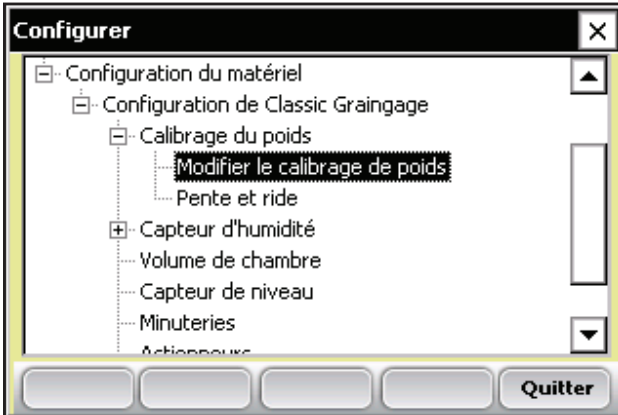 Configurer
Configuration du matériel
Configuration de Classic Graingage
Calibrage du poids
Modifier le calibrage de poids
Pente et ride
Capteur d'humidité
Volume de chambre
Capteur de niveau
Minuteries
Actionneurs
Quitter